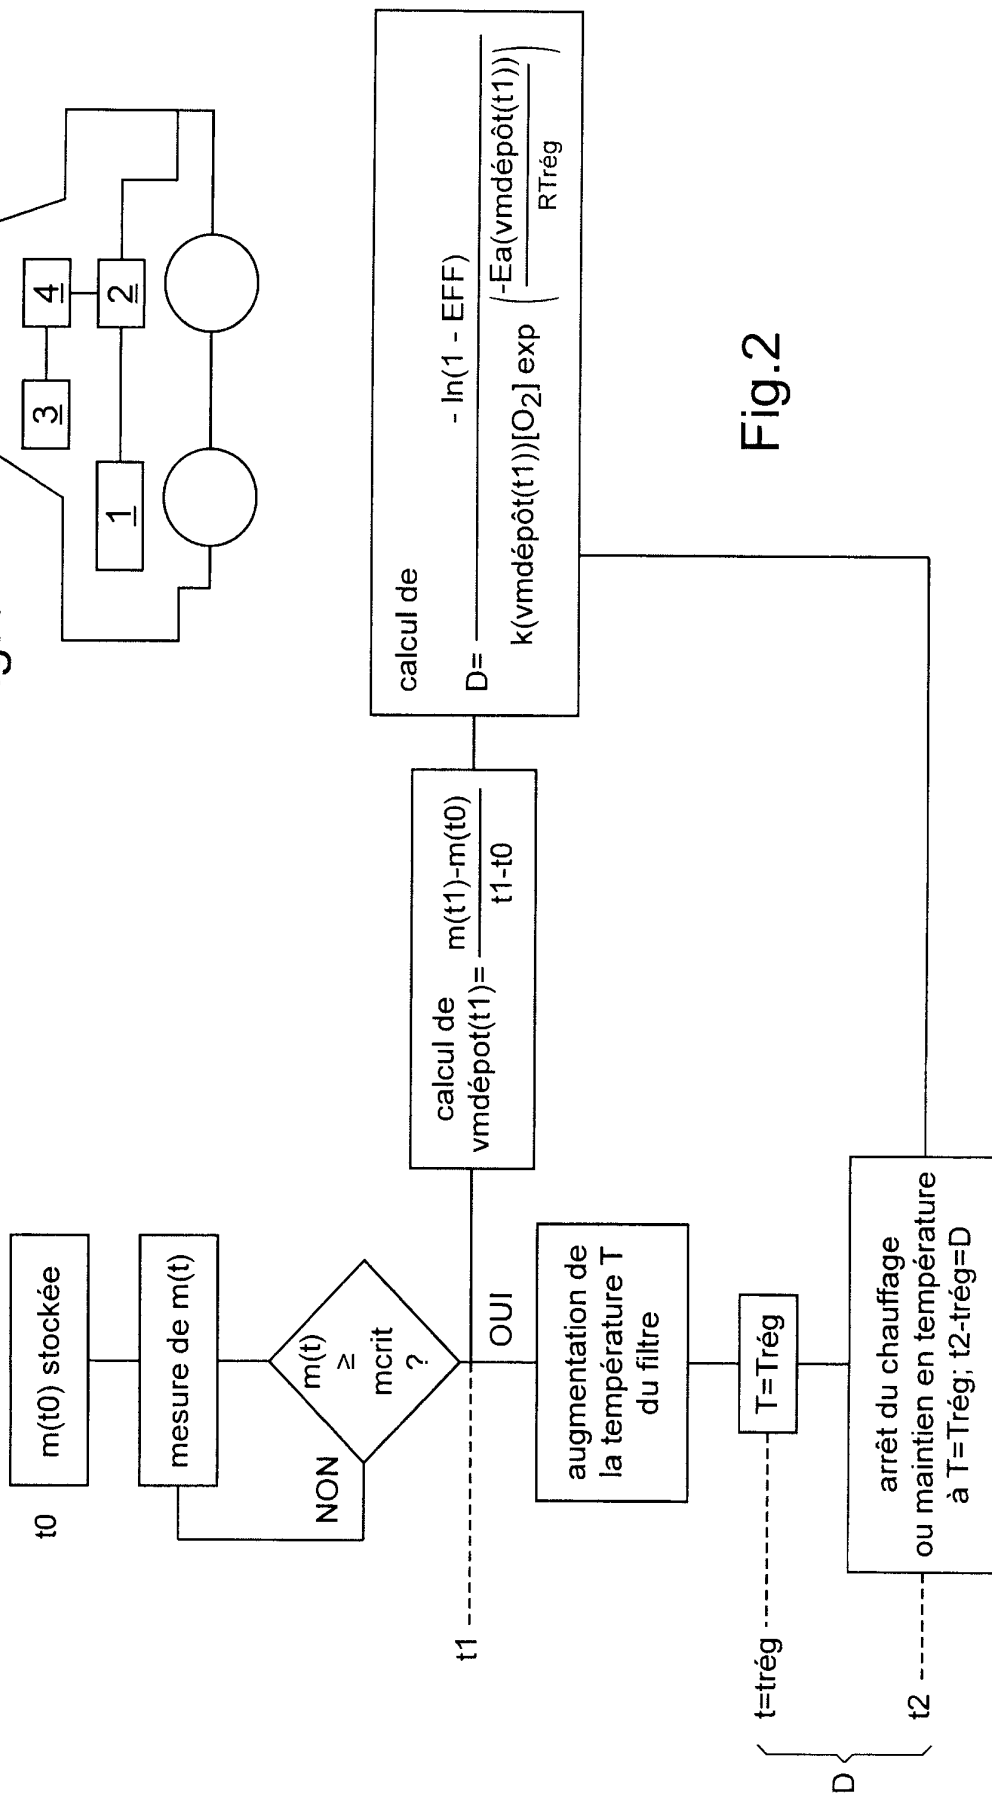 3
4
1
2
t0
m(t0) stockée
mesure de m(t)
NON
m(t)
≥
mcrit
?
OUI
t1
calcul de
vmdépot(t1)= m(t1)-m(t0)
t1-t0
calcul de
D= - ln(1 - EFF)
k(vmdépôt(t1))[O2] exp (-Ea(vmdépôt(t1))
RTrég)
augmentation de
la température T
du filtre
t=trég
T=Trég
D
t2
arrêt du chauffage
ou maintien en température
à T=Trég; t2-trég=D
Fig.2